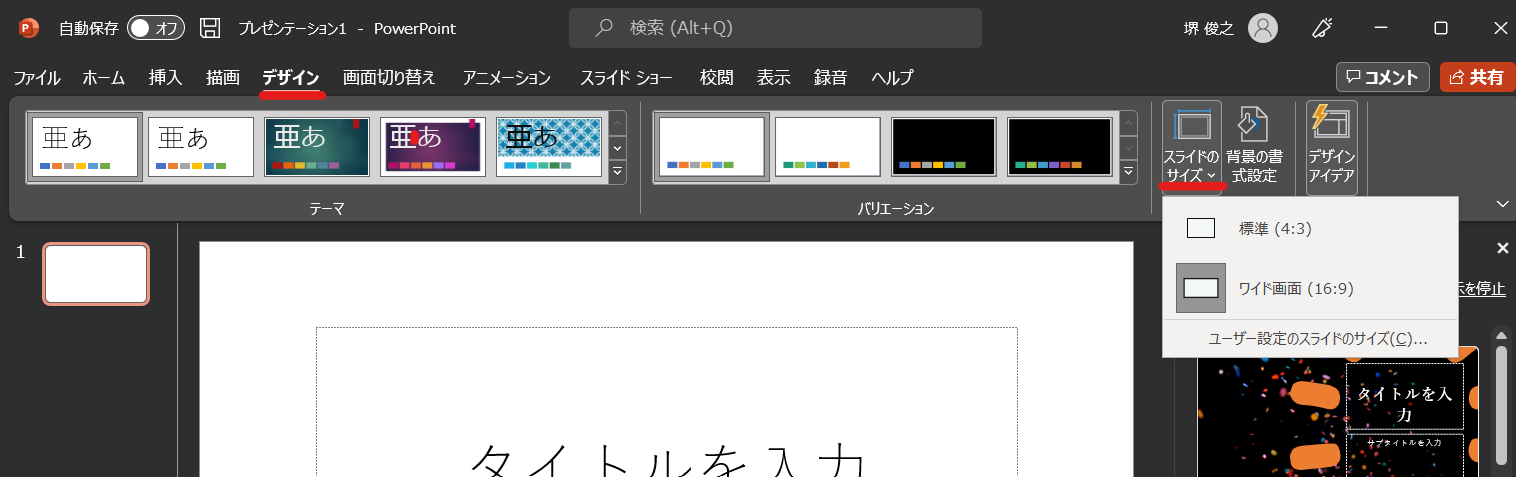 自動保存 オフ プレゼンテーション1 - PowerPoint 検索 (Alt+Q) 堺 俊之
ファイル ホーム 挿入 描画 デザイン 画面切り替え アニメーション スライド ショー 校閲 表示 録音 ヘルプ コメント 共有
亜あ 亜あ 亜あ 亜あ 亜あ
スライドの
サイズ
背景の書
式設定
デザイン
アイデア
テーマ バリエーション
標準 (4:3)
ワイド画面 (16:9)
ユーザー設定のスライドのサイズ(C)...
1
示を停止
タイトルを入力
タイトルを入
力
サブタイトルを入力